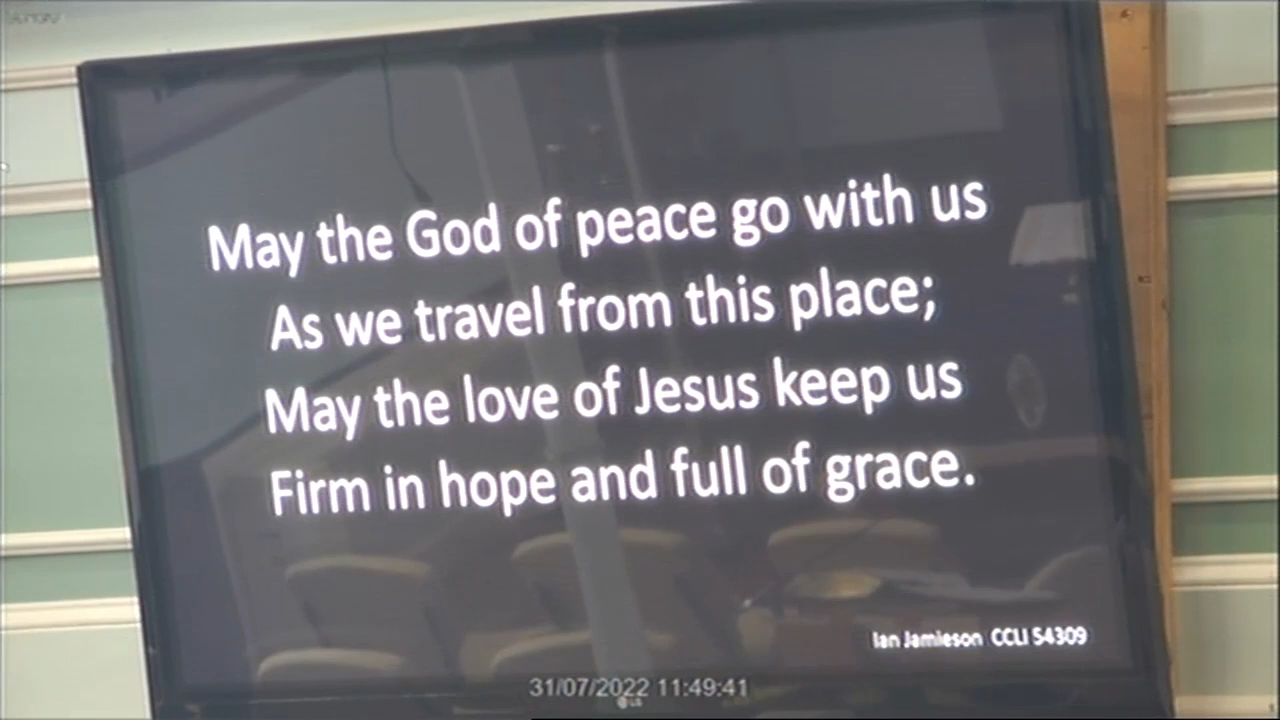 May the God of peace go with us
As we travel from this place;
May the love of Jesus keep us
Firm in hope and full of grace.
Ian Jamieson CCLI 54309
31/07/2022 11:49:41
LG